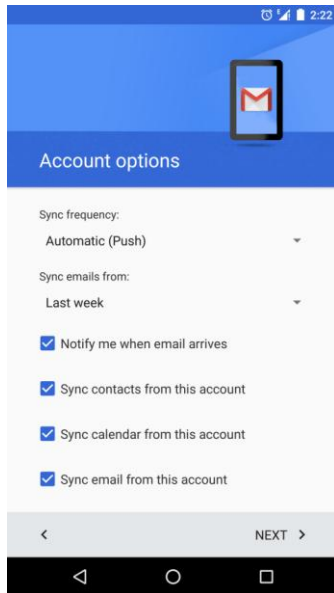 2:22
Account options
Sync frequency:
Automatic (Push)
Sync emails from:
Last week
Notify me when email arrives
Sync contacts from this account
Sync calendar from this account
Sync email from this account
NEXT